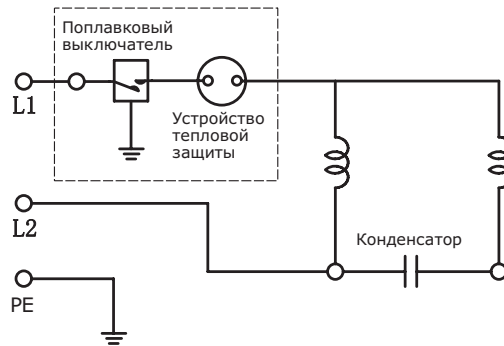 Поплавковый
выключатель
L1
Устройство
тепловой
защиты
L2
Конденсатор
PE